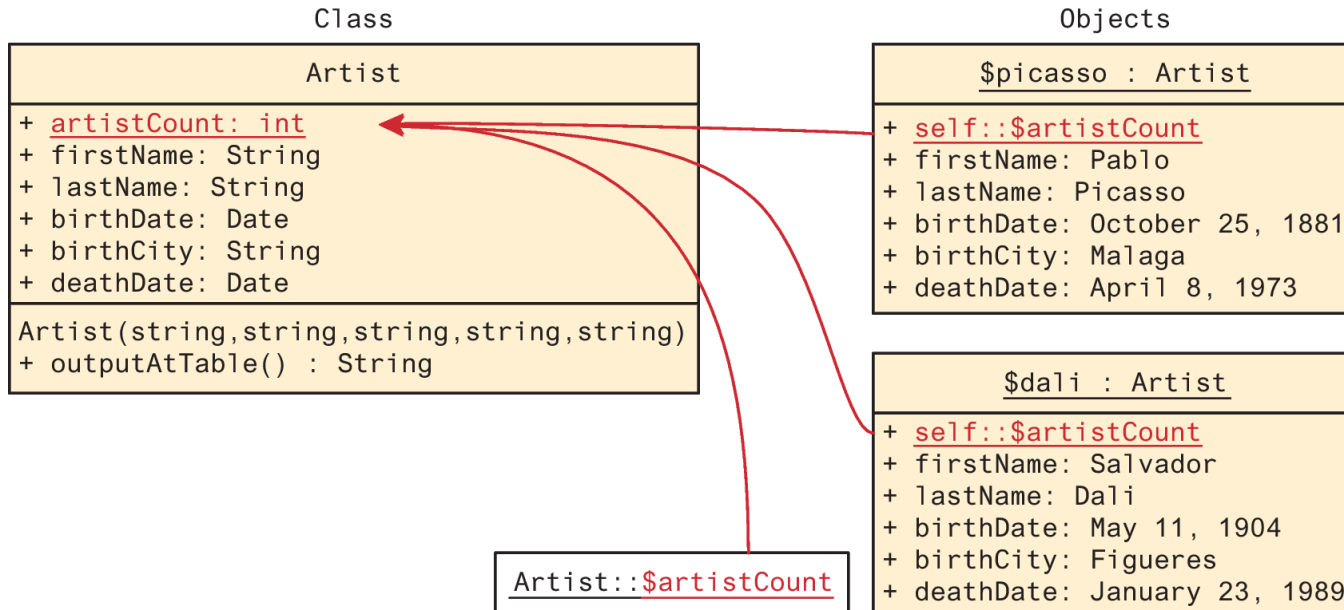 Class
Artist
+ artistCount: int
+ firstName: String
+ lastName: String
+ birthDate: Date
+ birthCity: String
+ deathDate: Date
Artist(string,string,string,string,string)
+ outputAtTable() : String
Artist::$artistCount
Objects
$picasso : Artist
+ self::$artistCount
+ firstName: Pablo
+ lastName: Picasso
+ birthDate: October 25, 1881
+ birthCity: Malaga
+ deathDate: April 8, 1973
$dali : Artist
+ self::$artistCount
+ firstName: Salvador
+ lastName: Dali
+ birthDate: May 11, 1904
+ birthCity: Figueres
+ deathDate: January 23, 1989